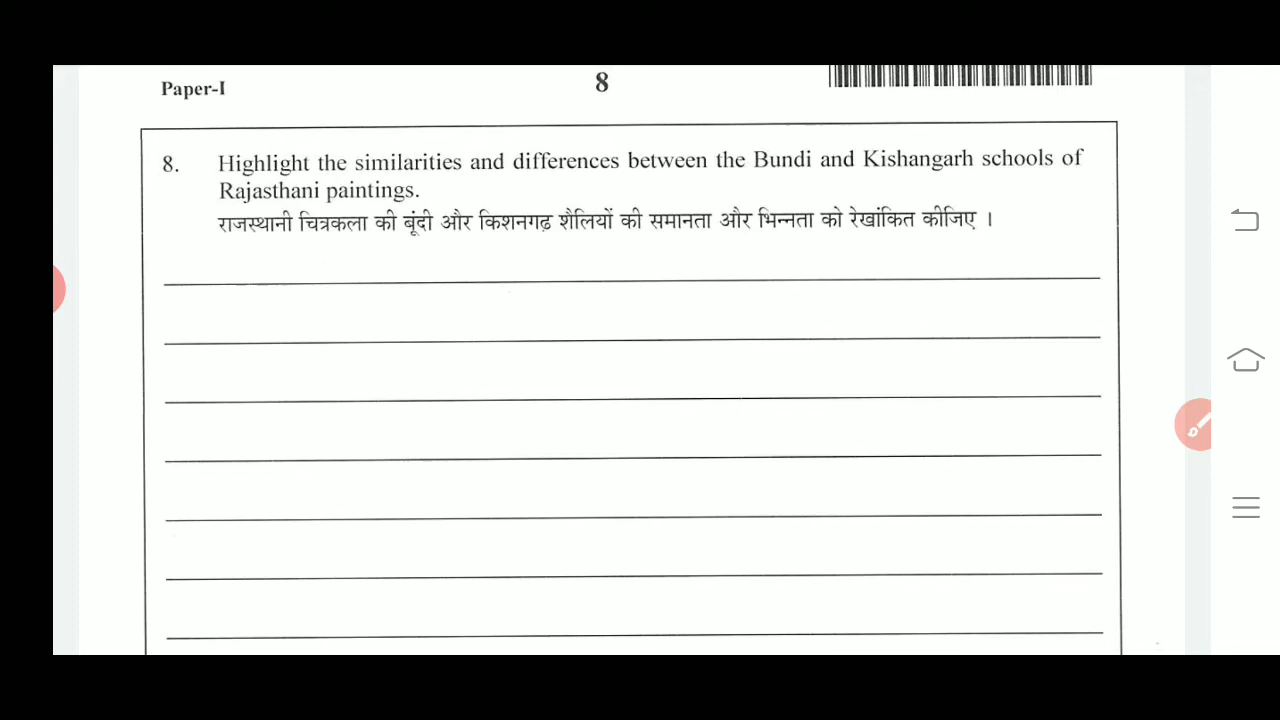 Paper-I
8
8. Highlight the similarities and differences between the Bundi and Kishangarh schools of
Rajasthani paintings.
राजस्थानी चित्रकला की बूंदी और किशनगढ़ शैलियों की समानता और भिन्नता को रेखांकित कीजिए ।